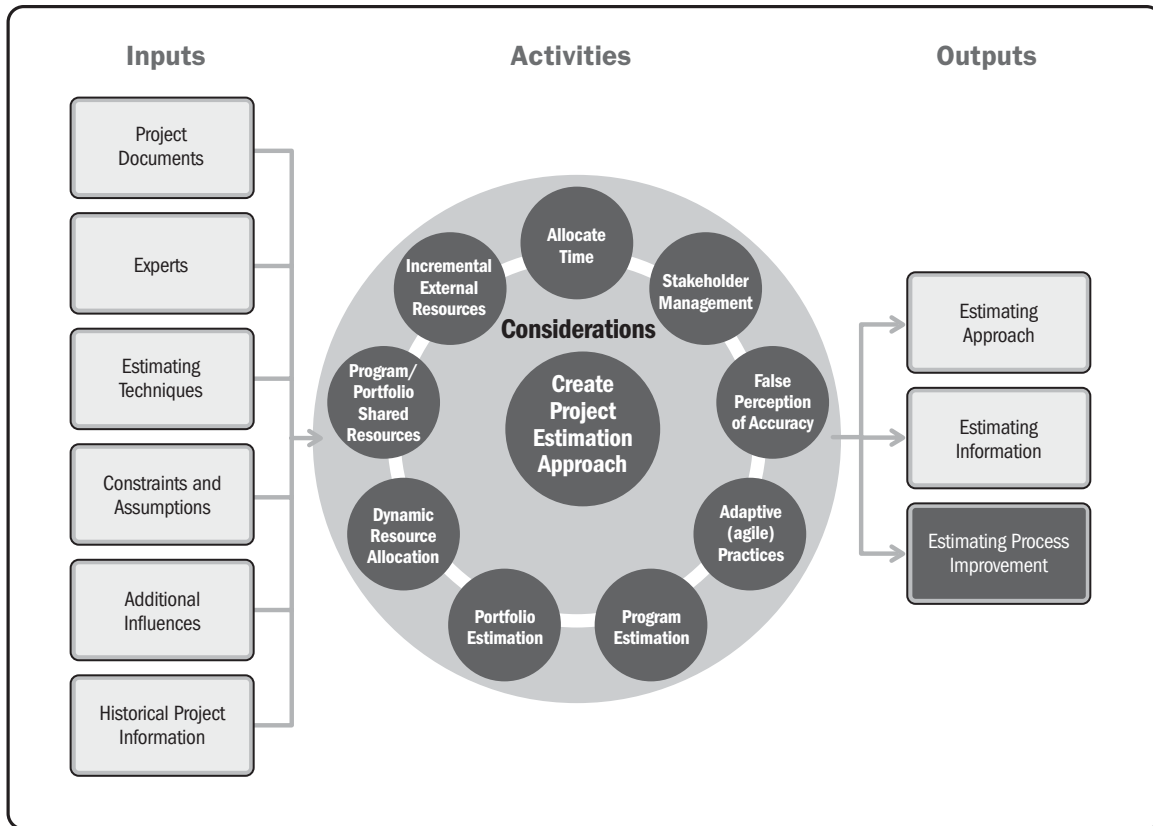 Inputs
Activities
Outputs
Project
Documents
Experts
Estimating
Techniques
Constraints and
Assumptions
Additional
Influences
Historical Project
Information
Allocate
Time
Stakeholder
Management
False
Perception
of Accuracy
Adaptive
(agile)
Practices
Program
Estimation
Portfolio
Estimation
Dynamic
Resource
Allocation
Program/
Portfolio
Shared
Resources
Incremental
External
Resources
Considerations
Create
Project
Estimation
Approach
Estimating
Approach
Estimating
Information
Estimating Process
Improvement